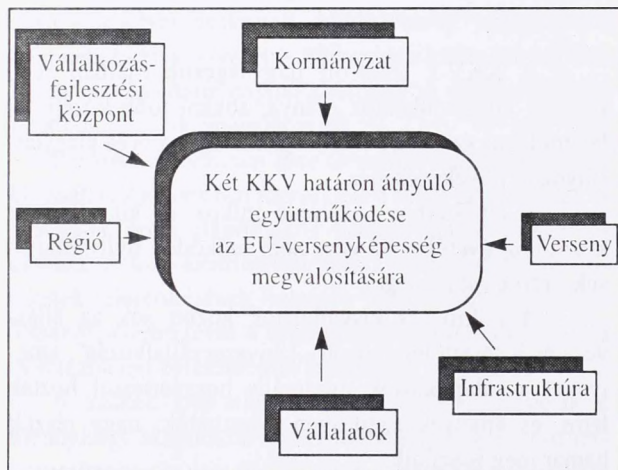 Vállalkozás-
fejlesztési
központ
Kormányzat
Két KKV határon átnyúló
együttműködése
az EU-versenyképesség
megvalósítására
Régió
Verseny
Infrastruktúra
Vállalatok